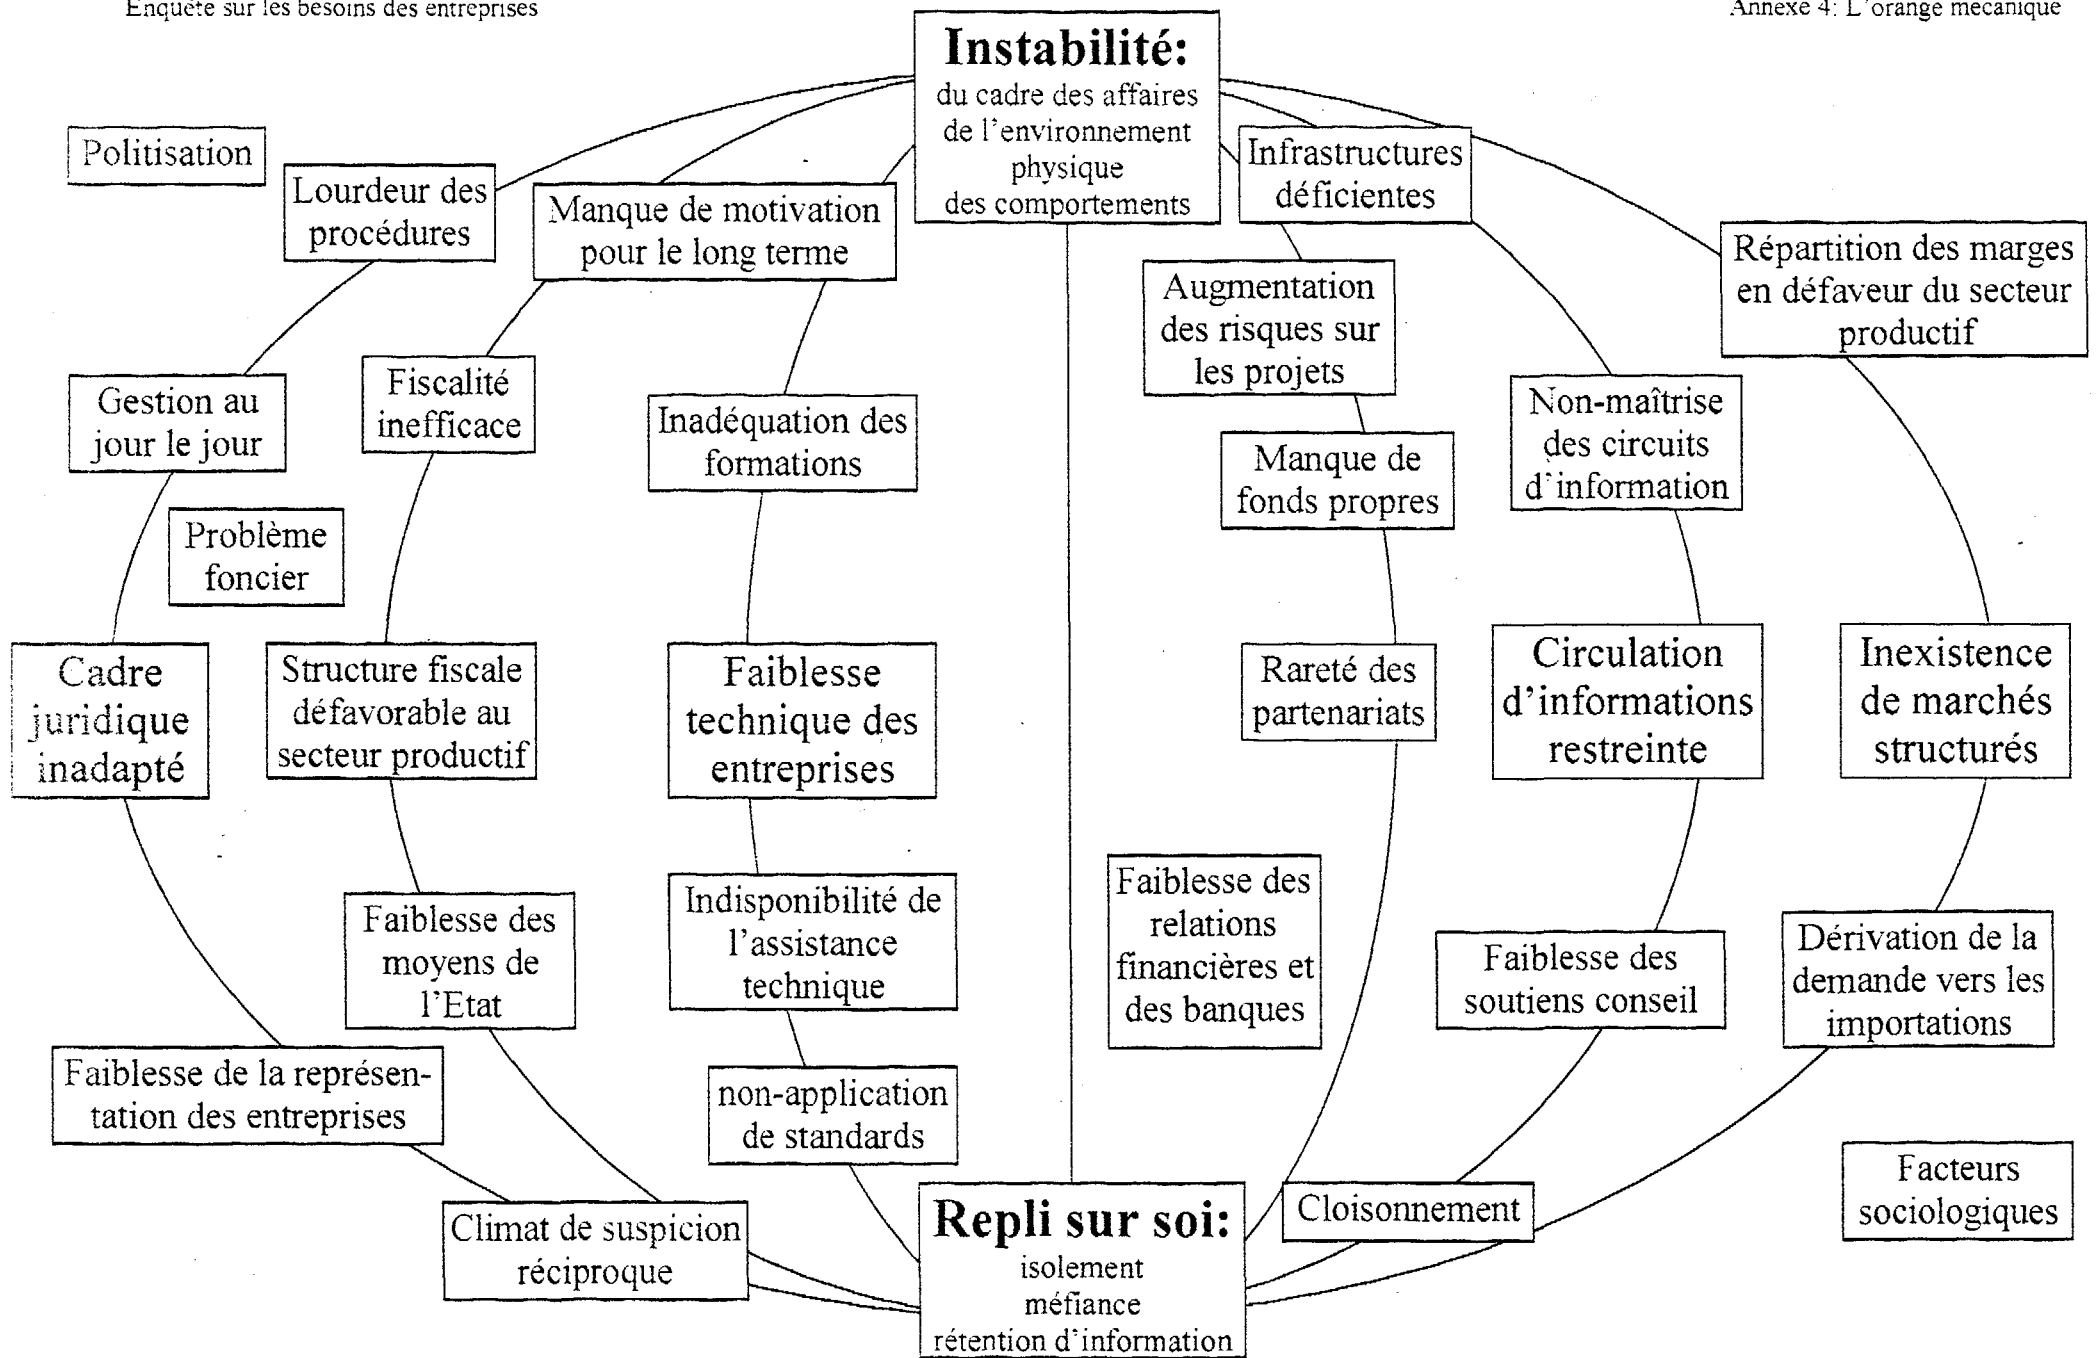 Enquête sur les besoins des entreprises
Annexe 4: L'orange mécanique
Instabilité:
du cadre des affaires
de l'environnement
physique
des comportements
Politisation
Lourdeur des
procédures
Manque de motivation
pour le long terme
Infrastructures
déficientes
Répartition des marges
en défaveur du secteur
productif
Augmentation
des risques sur
les projets
Gestion au
jour le jour
Fiscalité
inefficace
Inadéquation des
formations
Manque de
fonds propres
Non-maîtrise
des circuits
d'information
Problème
foncier
Cadre
juridique
inadapté
Structure fiscale
défavorable au
secteur productif
Faiblesse
technique des
entreprises
Rareté des
partenariats
Circulation
d'informations
restreinte
Inexistence
de marchés
structurés
Faiblesse des
moyens de
l'Etat
Indisponibilité de
l'assistance
technique
Faiblesse des
relations
financières et
des banques
Faiblesse des
soutiens conseil
Dérivation de la
demande vers les
importations
Faiblesse de la représen-
tation des entreprises
non-application
de standards
Climat de suspicion
réciproque
Repli sur soi:
isolement
méfiance
rétention d'information
Cloisonnement
Facteurs
sociologiques